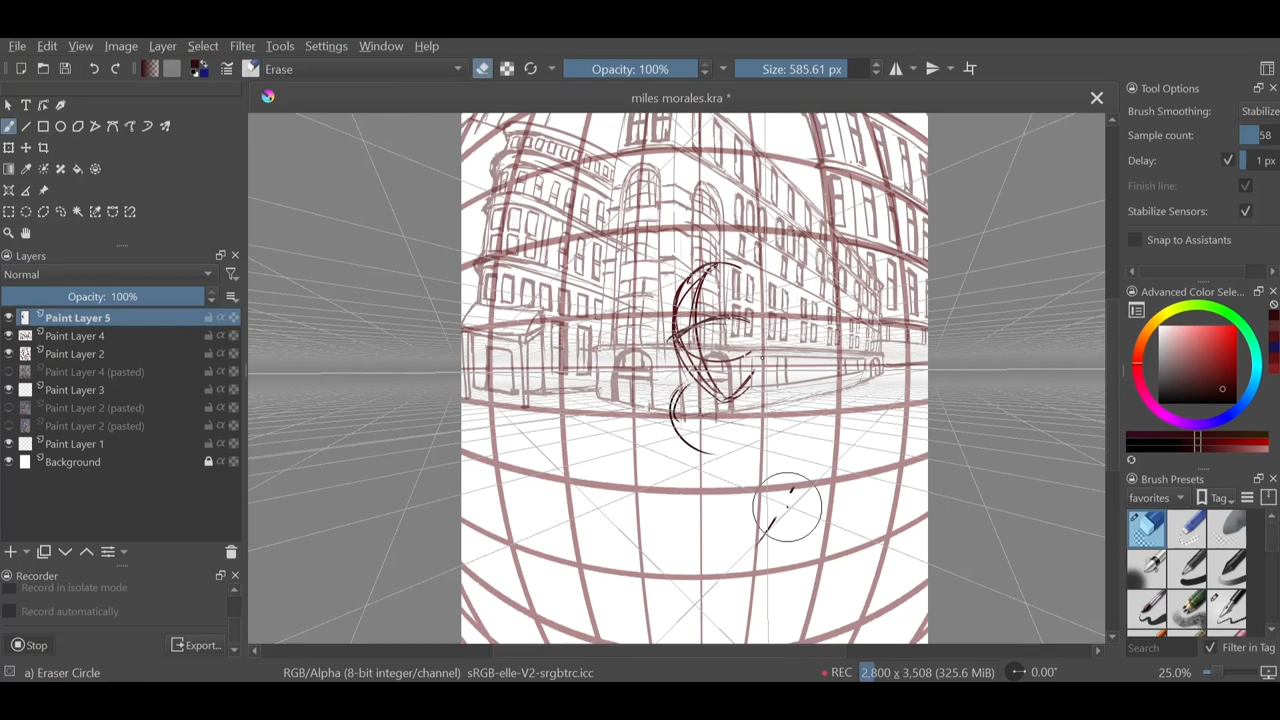 File Edit View Image Layer Select Filter Tools Settings Window Help
Erase Opacity: 100% Size: 585.61 px
miles morales.kra *
Tool Options
Brush Smoothing: Stabilize
Sample count: 58
Delay: 1 px
Finish line:
Stabilize Sensors:
Snap to Assistants
Layers
Normal
Opacity: 100%
Paint Layer 5
Paint Layer 4
Paint Layer 2
Paint Layer 4 (pasted)
Paint Layer 3
Paint Layer 2 (pasted)
Paint Layer 2 (pasted)
Paint Layer 1
Background
Advanced Color Sele...
Brush Presets
favorites Tag
Recorder
Record in isolate mode
Record automatically
Stop Export...
Search Filter in Tag
a) Eraser Circle RGB/Alpha (8-bit integer/channel) sRGB-elle-V2-srgbtrc.icc REC 2,800 x 3,508 (325.6 MiB) 0.00° 25.0%